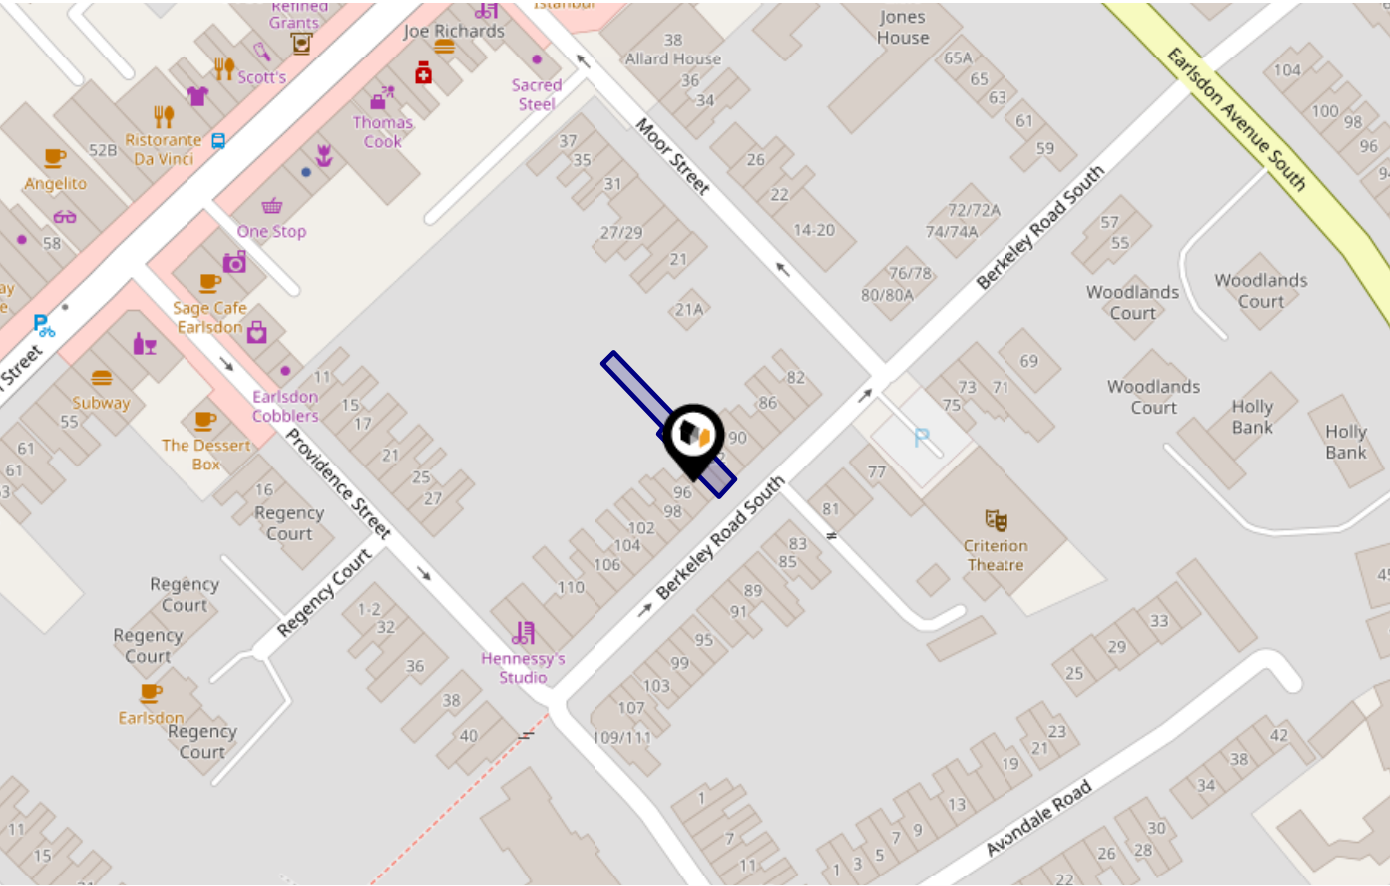 Refined
Grants
Joe Richards
Istanbul
Scott's
Sacred
Steel
38
Allard House
36
34
Jones
House
65A
65
63
61
59
104
100
98
96
Earlsdon Avenue South
Ristorante
Da Vinci
52B
Thomas
Cook
Angelito
58
One Stop
37
35
31
27/29
21
21A
Moor Street
26
22
14-20
72/72A
74/74A
76/78
80/80A
Berkeley Road South
57
55
Woodlands
Court
Woodlands
Court
Woodlands
Court
Sage Cafe
Earlsdon
Street
Subway
55
61
61
The Dessert
Box
Earlsdon
Cobblers
11
15
17
21
25
27
Providence Street
82
86
90
96
98
102
104
106
110
69
73
71
75
P
77
81
83
85
89
91
95
99
103
107
109/111
Berkeley Road South
Holly
Bank
Holly
Bank
Criterion
Theatre
16
Regency
Court
Regency
Court
Regency
Court
Regency Court
1-2
32
36
38
40
Earlsdon
Regency
Court
Hennessy's
Studio
33
29
25
23
21
19
13
9
7
5
3
1
Avondale Road
42
38
34
30
28
26
22
1
7
11
11
15